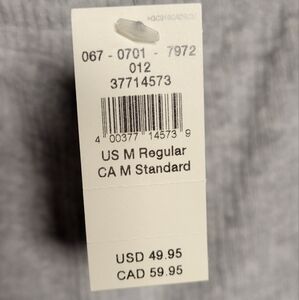 067 - 0701 - 7972
012
37714573
4 00377 14573 9
US M Regular
CA M Standard
USD 49.95
CAD 59.95